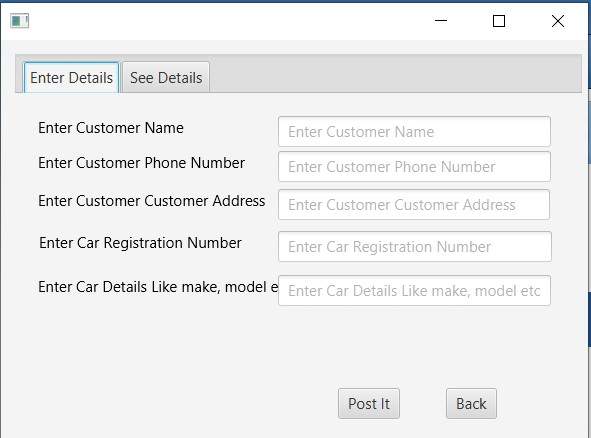 Enter Details See Details
Enter Customer Name Enter Customer Name
Enter Customer Phone Number Enter Customer Phone Number
Enter Customer Customer Address Enter Customer Customer Address
Enter Car Registration Number Enter Car Registration Number
Enter Car Details Like make, model e Enter Car Details Like make, model etc
Post It Back